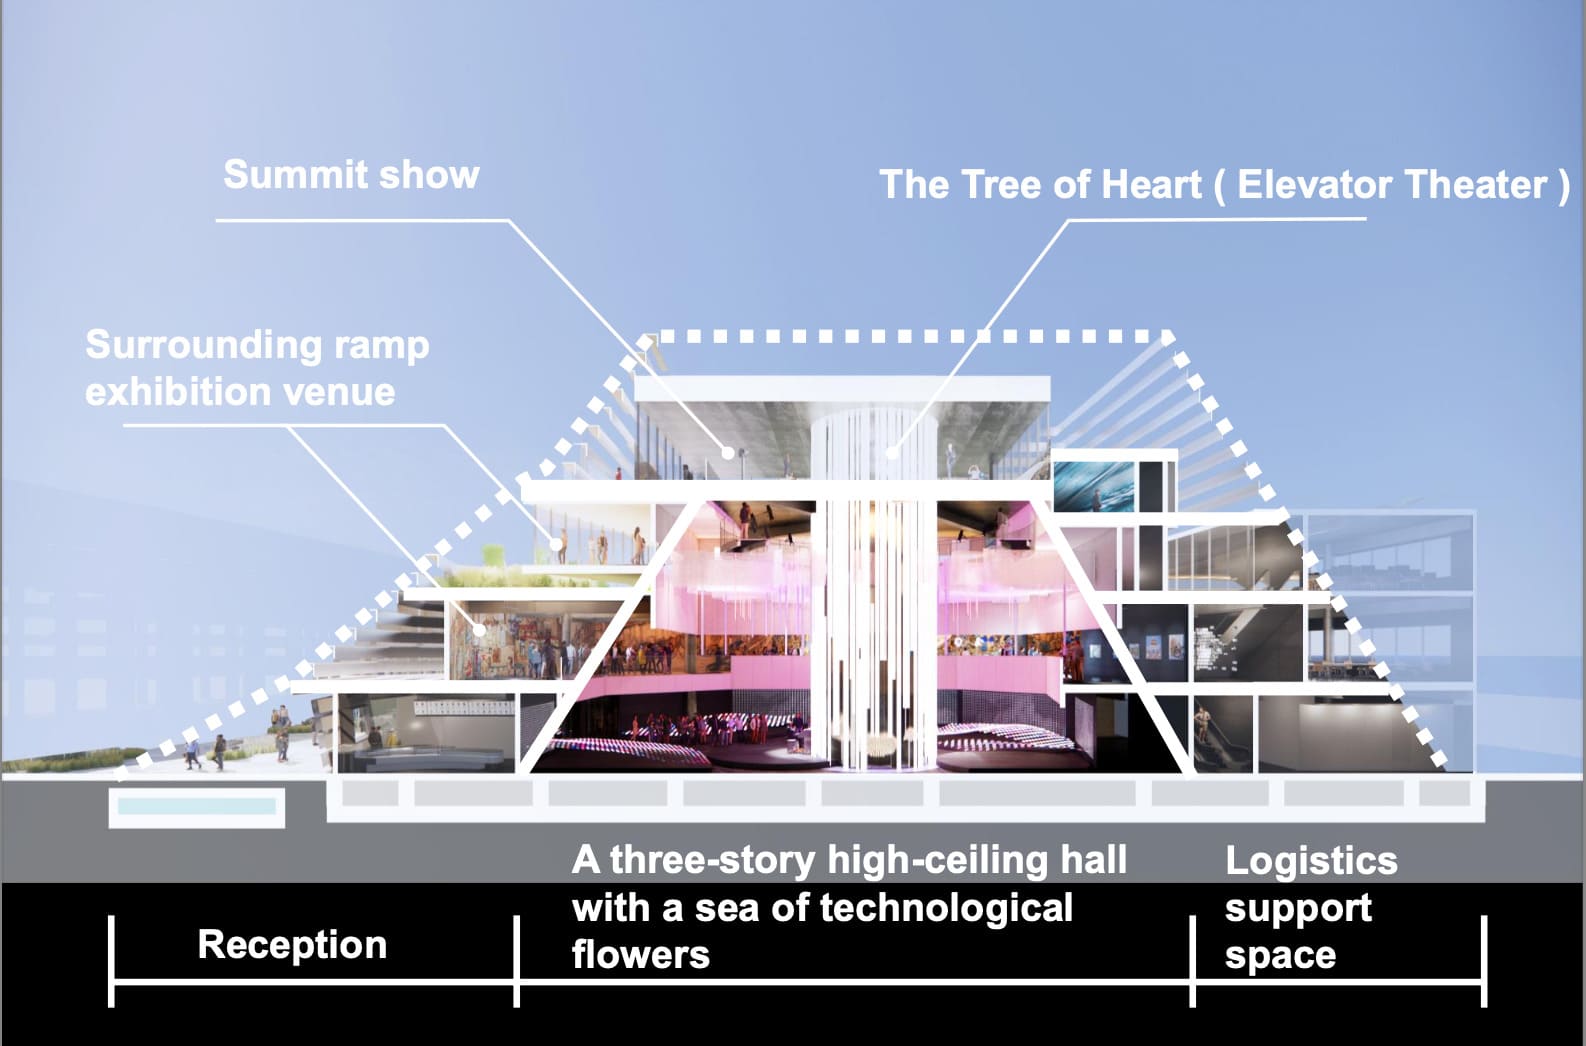 Summit show
The Tree of Heart ( Elevator Theater )
Surrounding ramp
exhibition venue
A three-story high-ceiling hall
with a sea of technological
flowers
Logistics
support
space
Reception